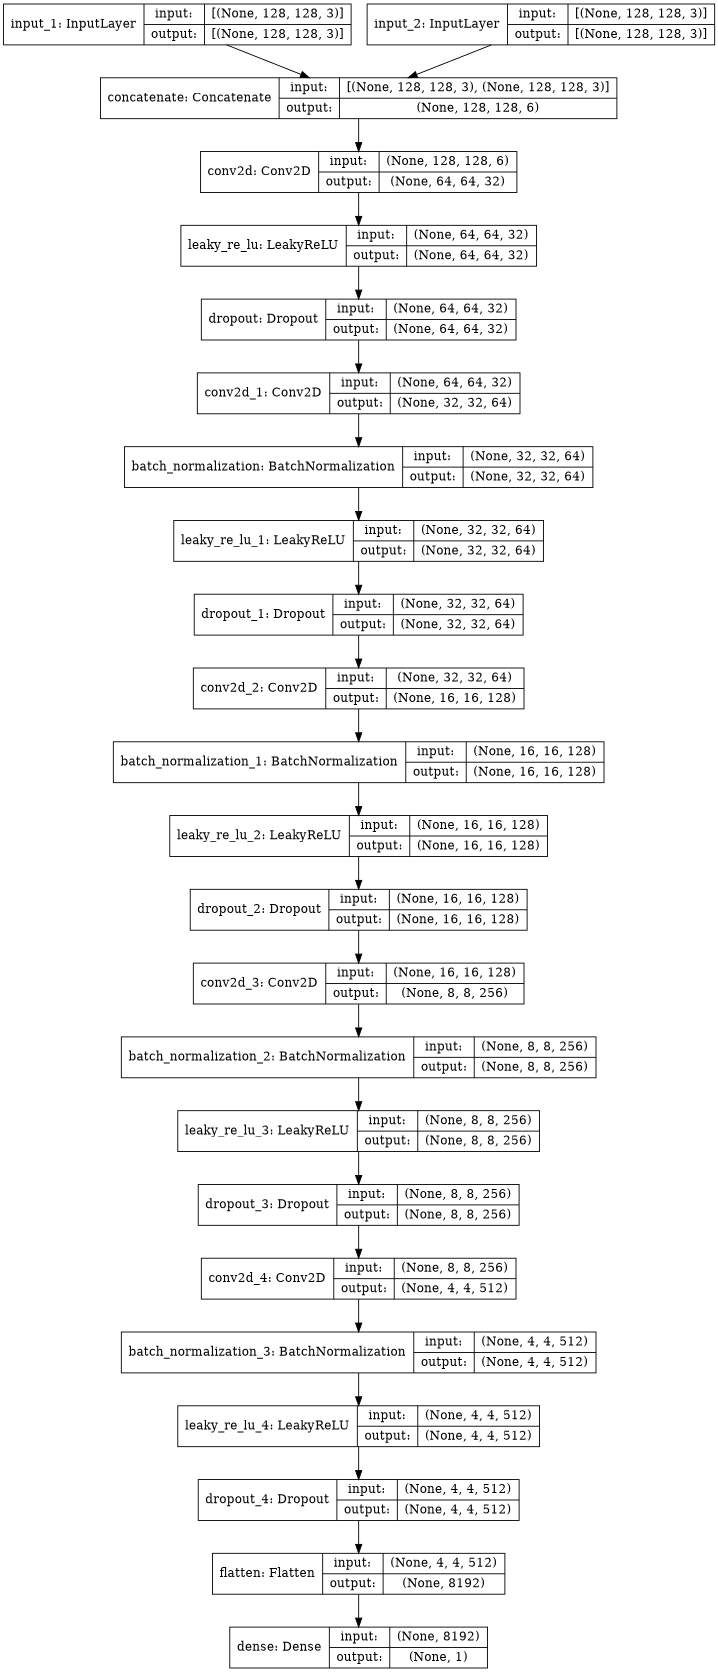 input_1: InputLayer input: [(None, 128, 128, 3)] output: [(None, 128, 128, 3)]
input_2: InputLayer input: [(None, 128, 128, 3)] output: [(None, 128, 128, 3)]
concatenate: Concatenate input: [(None, 128, 128, 3), (None, 128, 128, 3)] output: (None, 128, 128, 6)
conv2d: Conv2D input: (None, 128, 128, 6) output: (None, 64, 64, 32)
leaky_re_lu: LeakyReLU input: (None, 64, 64, 32) output: (None, 64, 64, 32)
dropout: Dropout input: (None, 64, 64, 32) output: (None, 64, 64, 32)
conv2d_1: Conv2D input: (None, 64, 64, 32) output: (None, 32, 32, 64)
batch_normalization: BatchNormalization input: (None, 32, 32, 64) output: (None, 32, 32, 64)
leaky_re_lu_1: LeakyReLU input: (None, 32, 32, 64) output: (None, 32, 32, 64)
dropout_1: Dropout input: (None, 32, 32, 64) output: (None, 32, 32, 64)
conv2d_2: Conv2D input: (None, 32, 32, 64) output: (None, 16, 16, 128)
batch_normalization_1: BatchNormalization input: (None, 16, 16, 128) output: (None, 16, 16, 128)
leaky_re_lu_2: LeakyReLU input: (None, 16, 16, 128) output: (None, 16, 16, 128)
dropout_2: Dropout input: (None, 16, 16, 128) output: (None, 16, 16, 128)
conv2d_3: Conv2D input: (None, 16, 16, 128) output: (None, 8, 8, 256)
batch_normalization_2: BatchNormalization input: (None, 8, 8, 256) output: (None, 8, 8, 256)
leaky_re_lu_3: LeakyReLU input: (None, 8, 8, 256) output: (None, 8, 8, 256)
dropout_3: Dropout input: (None, 8, 8, 256) output: (None, 8, 8, 256)
conv2d_4: Conv2D input: (None, 8, 8, 256) output: (None, 4, 4, 512)
batch_normalization_3: BatchNormalization input: (None, 4, 4, 512) output: (None, 4, 4, 512)
leaky_re_lu_4: LeakyReLU input: (None, 4, 4, 512) output: (None, 4, 4, 512)
dropout_4: Dropout input: (None, 4, 4, 512) output: (None, 4, 4, 512)
flatten: Flatten input: (None, 4, 4, 512) output: (None, 8192)
dense: Dense input: (None, 8192) output: (None, 1)